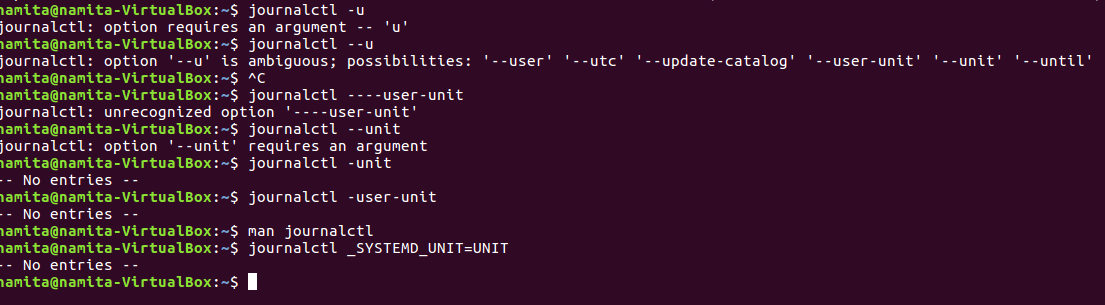 namita@namita-VirtualBox:~$ journalctl -u
journalctl: option requires an argument -- 'u'
namita@namita-VirtualBox:~$ journalctl --u
journalctl: option '--u' is ambiguous; possibilities: '--user' '--utc' '--update-catalog' '--user-unit' '--unit' '--until'
namita@namita-VirtualBox:~$ ^C
namita@namita-VirtualBox:~$ journalctl ----user-unit
journalctl: unrecognized option '----user-unit'
namita@namita-VirtualBox:~$ journalctl --unit
journalctl: option '--unit' requires an argument
namita@namita-VirtualBox:~$ journalctl -unit
-- No entries --
namita@namita-VirtualBox:~$ journalctl -user-unit
-- No entries --
namita@namita-VirtualBox:~$ man journalctl
namita@namita-VirtualBox:~$ journalctl _SYSTEMD_UNIT=UNIT
-- No entries --
namita@namita-VirtualBox:~$